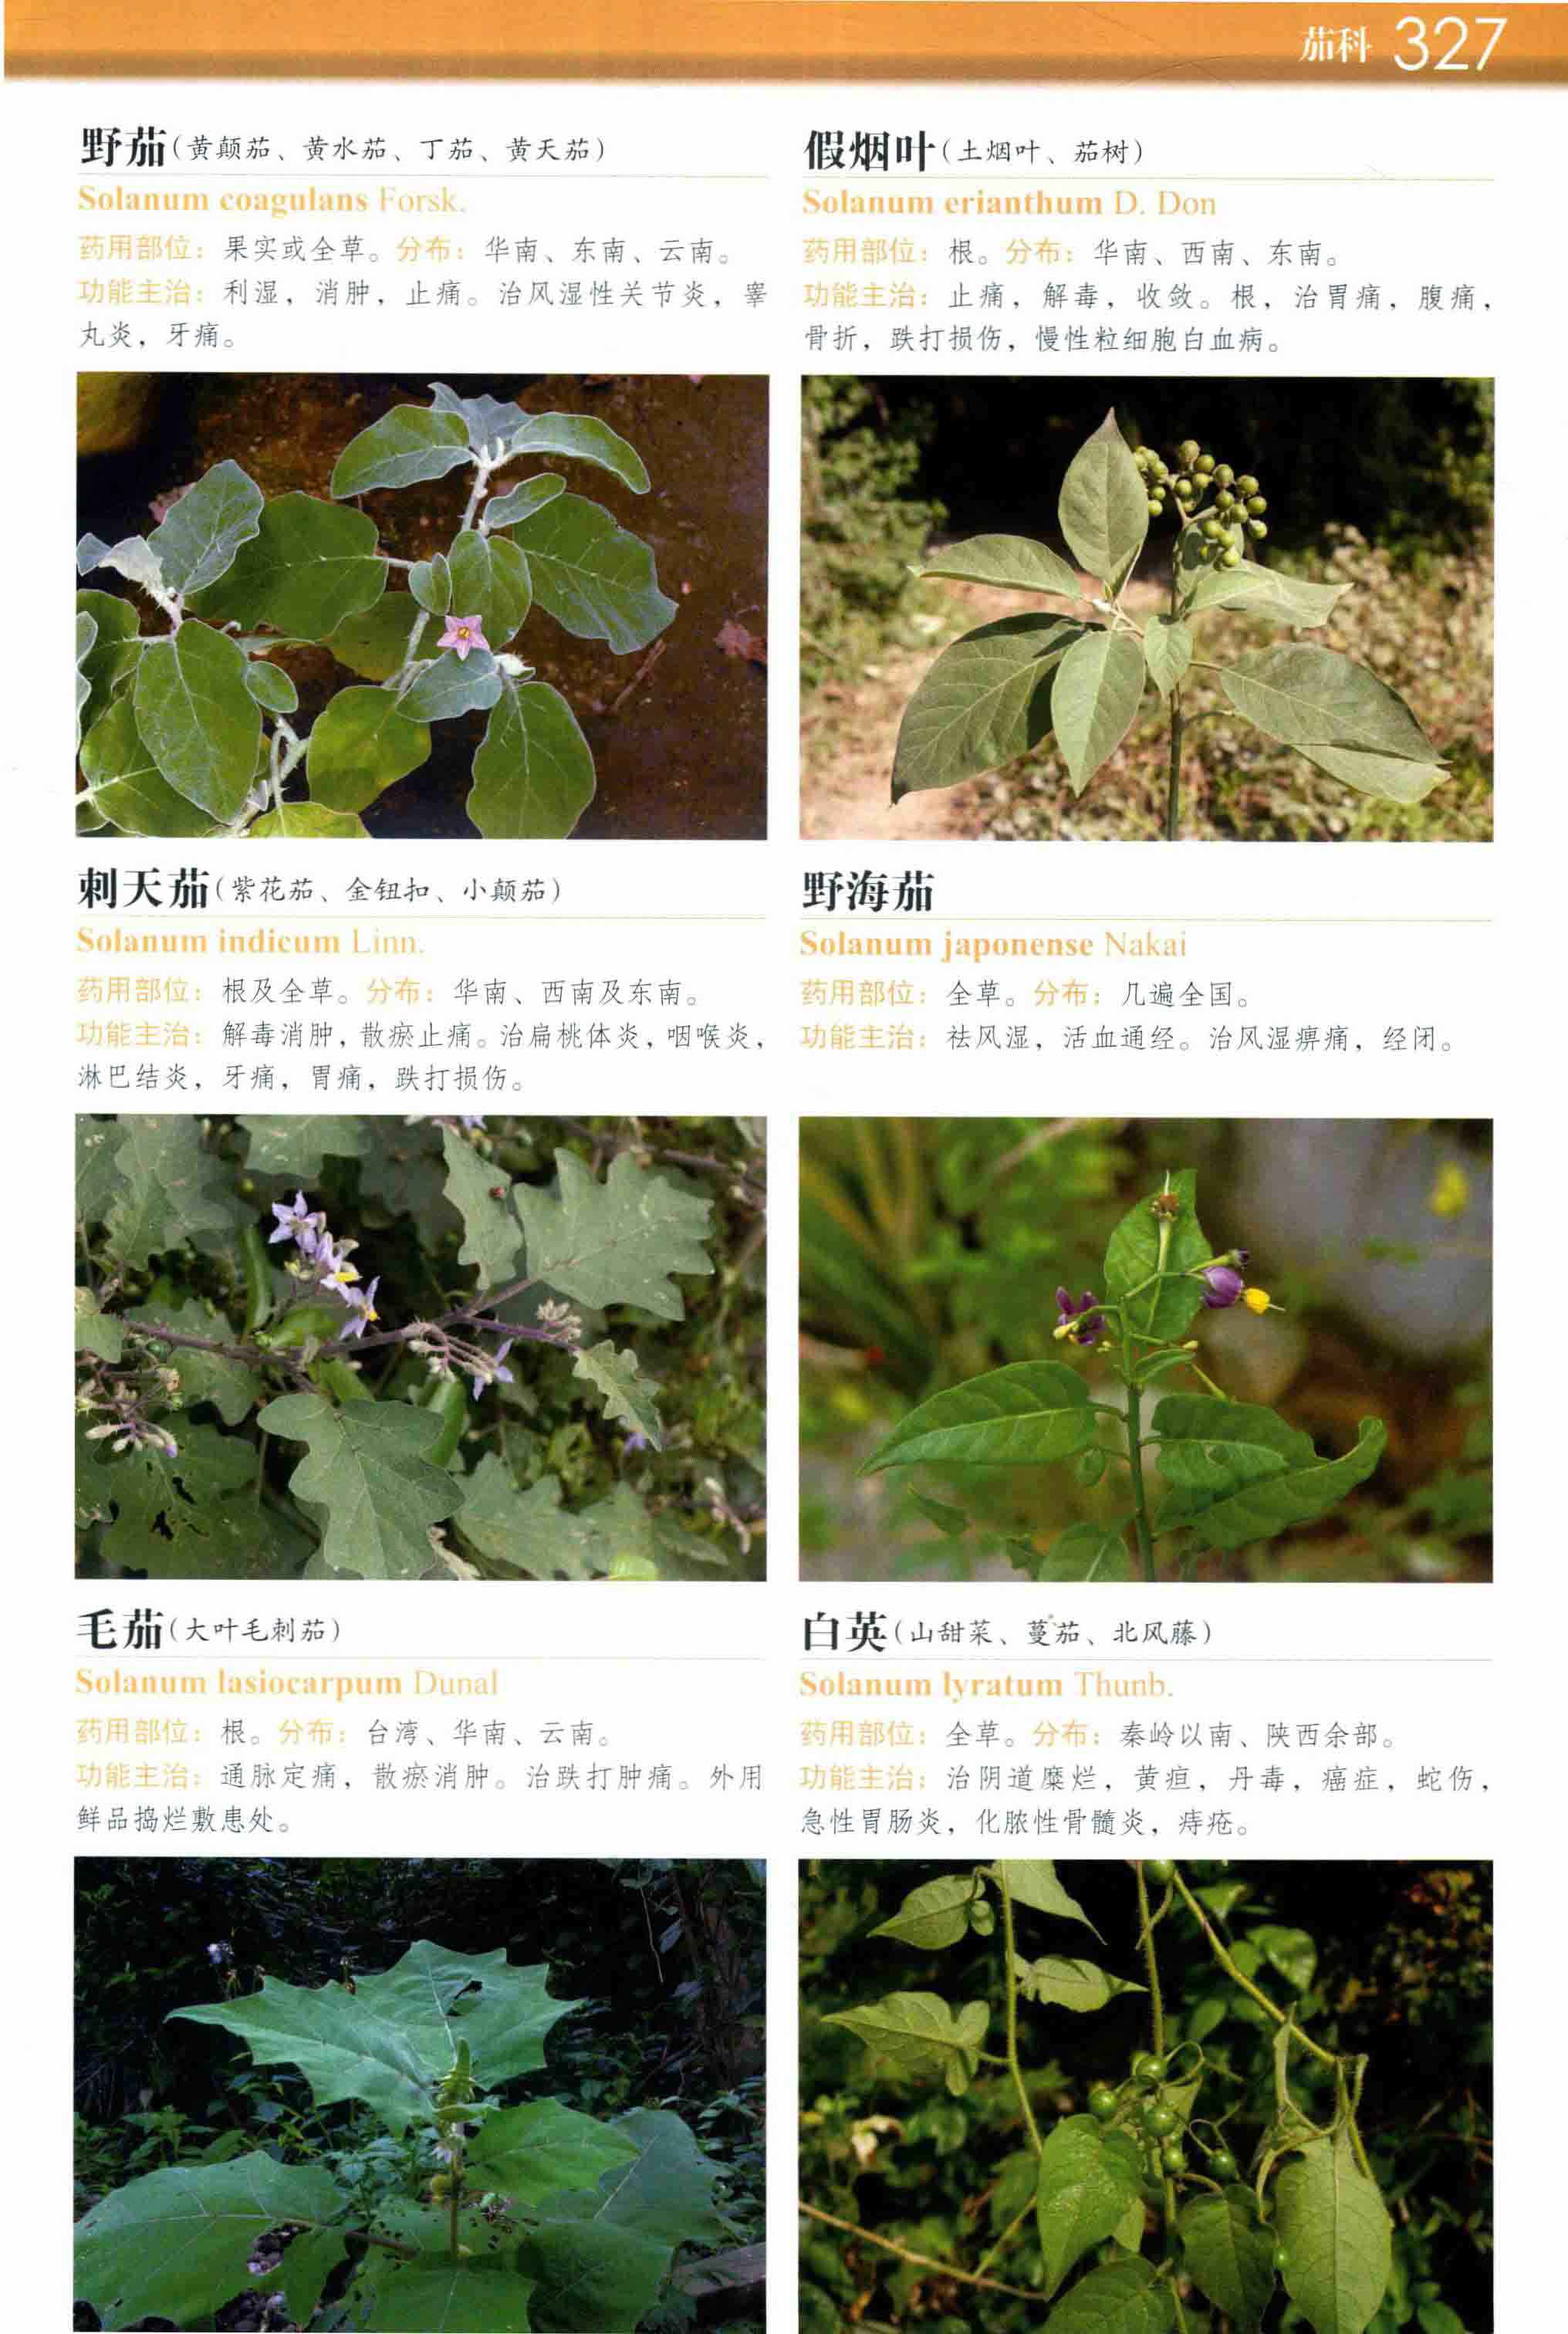 茄科 327
野茄(黄颠茄、黄水茄、丁茄、黄天茄)
Solanum coagulans Forsk.
药用部位：果实或全草。分布：华南、东南、云南。
功能主治：利湿，消肿，止痛。治风湿性关节炎，睾
丸炎，牙痛。
假烟叶(土烟叶、茄树)
Solanum erianthum D. Don
药用部位：根。分布：华南、西南、东南。
功能主治：止痛，解毒，收敛。根，治胃痛，腹痛，
骨折，跌打损伤，慢性粒细胞白血病。
刺天茄(紫花茄、金钮扣、小颠茄)
Solanum indicum Linn.
药用部位：根及全草。分布：华南、西南及东南。
功能主治：解毒消肿，散瘀止痛。治扁桃体炎，咽喉炎，
淋巴结炎，牙痛，胃痛，跌打损伤。
野海茄
Solanum japonense Nakai
药用部位：全草。分布：几遍全国。
功能主治：祛风湿，活血通经。治风湿痹痛，经闭。
毛茄(大叶毛刺茄)
Solanum lasiocarpum Dunal
药用部位：根。分布：台湾、华南、云南。
功能主治：通脉定痛，散瘀消肿。治跌打肿痛。外用
鲜品捣烂敷患处。
白英(山甜菜、蔓茄、北风藤)
Solanum lyratum Thunb.
药用部位：全草。分布：秦岭以南、陕西余部。
功能主治：治阴道糜烂，黄疸，丹毒，癌症，蛇伤，
急性胃肠炎，化脓性骨髓炎，痔疮。